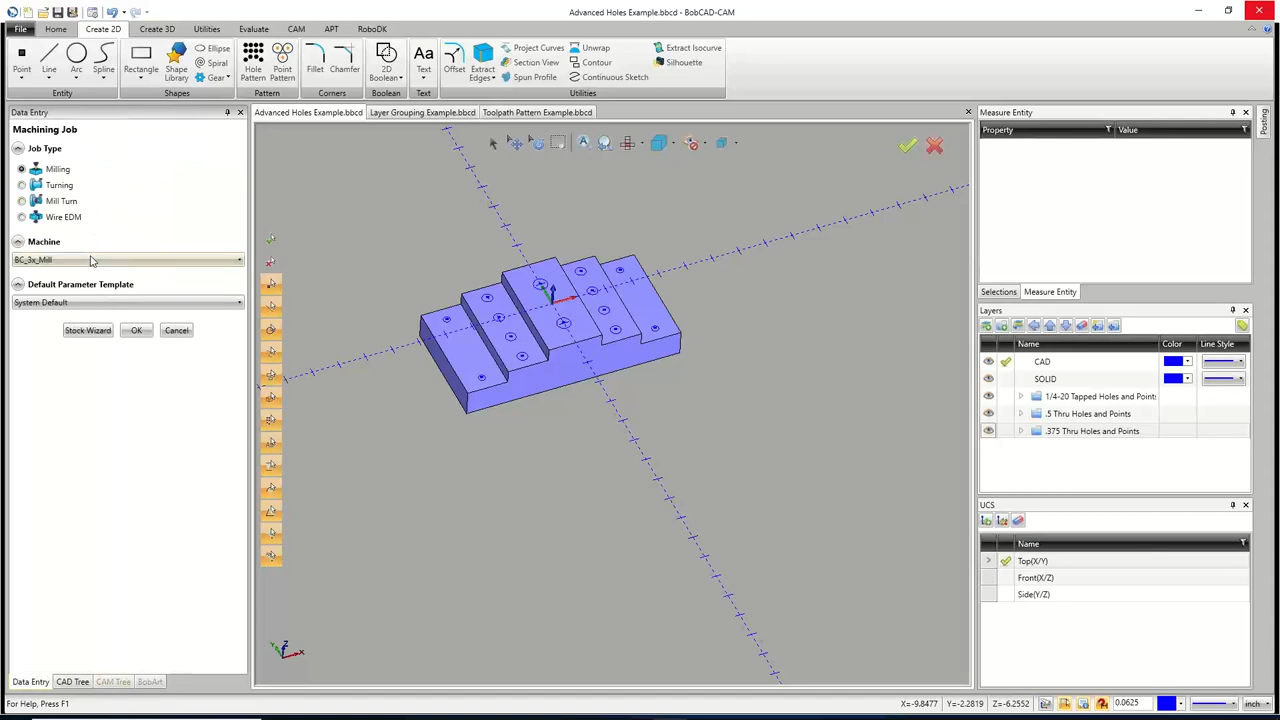 Advanced Holes Example.bbcd - BobCAD-CAM
File Home Create 2D Create 3D Utilities Evaluate CAM APT RoboDK
Point Line Arc Spline Rectangle Shape Library Ellipse Spiral Gear Hole Pattern Point Pattern Fillet Chamfer 2D Boolean Text Offset Extract Edges Project Curves Section View Spun Profile Unwrap Contour Continuous Sketch Extract Isocurve Silhouette
Entity Shapes Pattern Corners Boolean Text Utilities
Data Entry
Machining Job
Job Type
Milling
Turning
Mill Turn
Wire EDM
Machine
BC_3x_Mill
Default Parameter Template
System Default
Stock Wizard OK Cancel
Data Entry CAD Tree CAM Tree BobArt
Advanced Holes Example.bbcd Layer Grouping Example.bbcd Toolpath Pattern Example.bbcd
Z
Y
X
Measure Entity
Property Value
Selections Measure Entity
Layers
Name Color Line Style
CAD
SOLID
1/4-20 Tapped Holes and Points
.5 Thru Holes and Points
.375 Thru Holes and Points
UCS
Name
Top(X/Y)
Front(X/Z)
Side(Y/Z)
Posting
For Help, Press F1
X=-9.8477 Y=-2.2819 Z=-6.2552 0.0625 inch